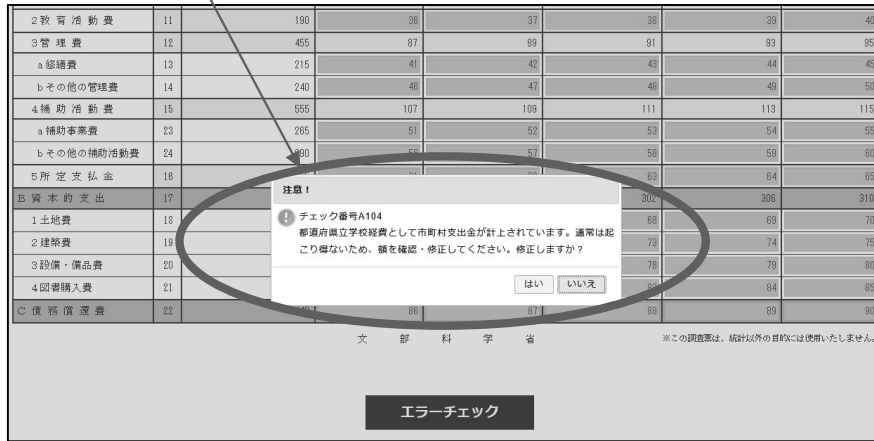 2教育活動費 11 190 36 37 38 39 40
3管理費 12 455 87 89 91 93 95
a修繕費 13 215 41 42 43 44 45
bその他の管理費 14 240 46 47 48 49 50
4補助活動費 15 555 107 109 111 113 115
a補助事業費 23 265 51 52 53 54 55
bその他の補助活動費 24 290 56 57 58 59 60
5所定支払金 16 63 64 65
B資本的支出 17 302 306 310
1土地費 18 68 69 70
2建築費 19 73 74 75
3設備・備品費 20 78 79 80
4図書購入費 21 84 85
C債務償還費 22 86 87 88 89 90
注意！
チェック番号A104
都道府県立学校経費として市町村支出金が計上されています。通常は起
こり得ないため、額を確認・修正してください。修正しますか？
はい いいえ
文部科学省
※この調査票は，統計以外の目的には使用いたしません。
エラーチェック